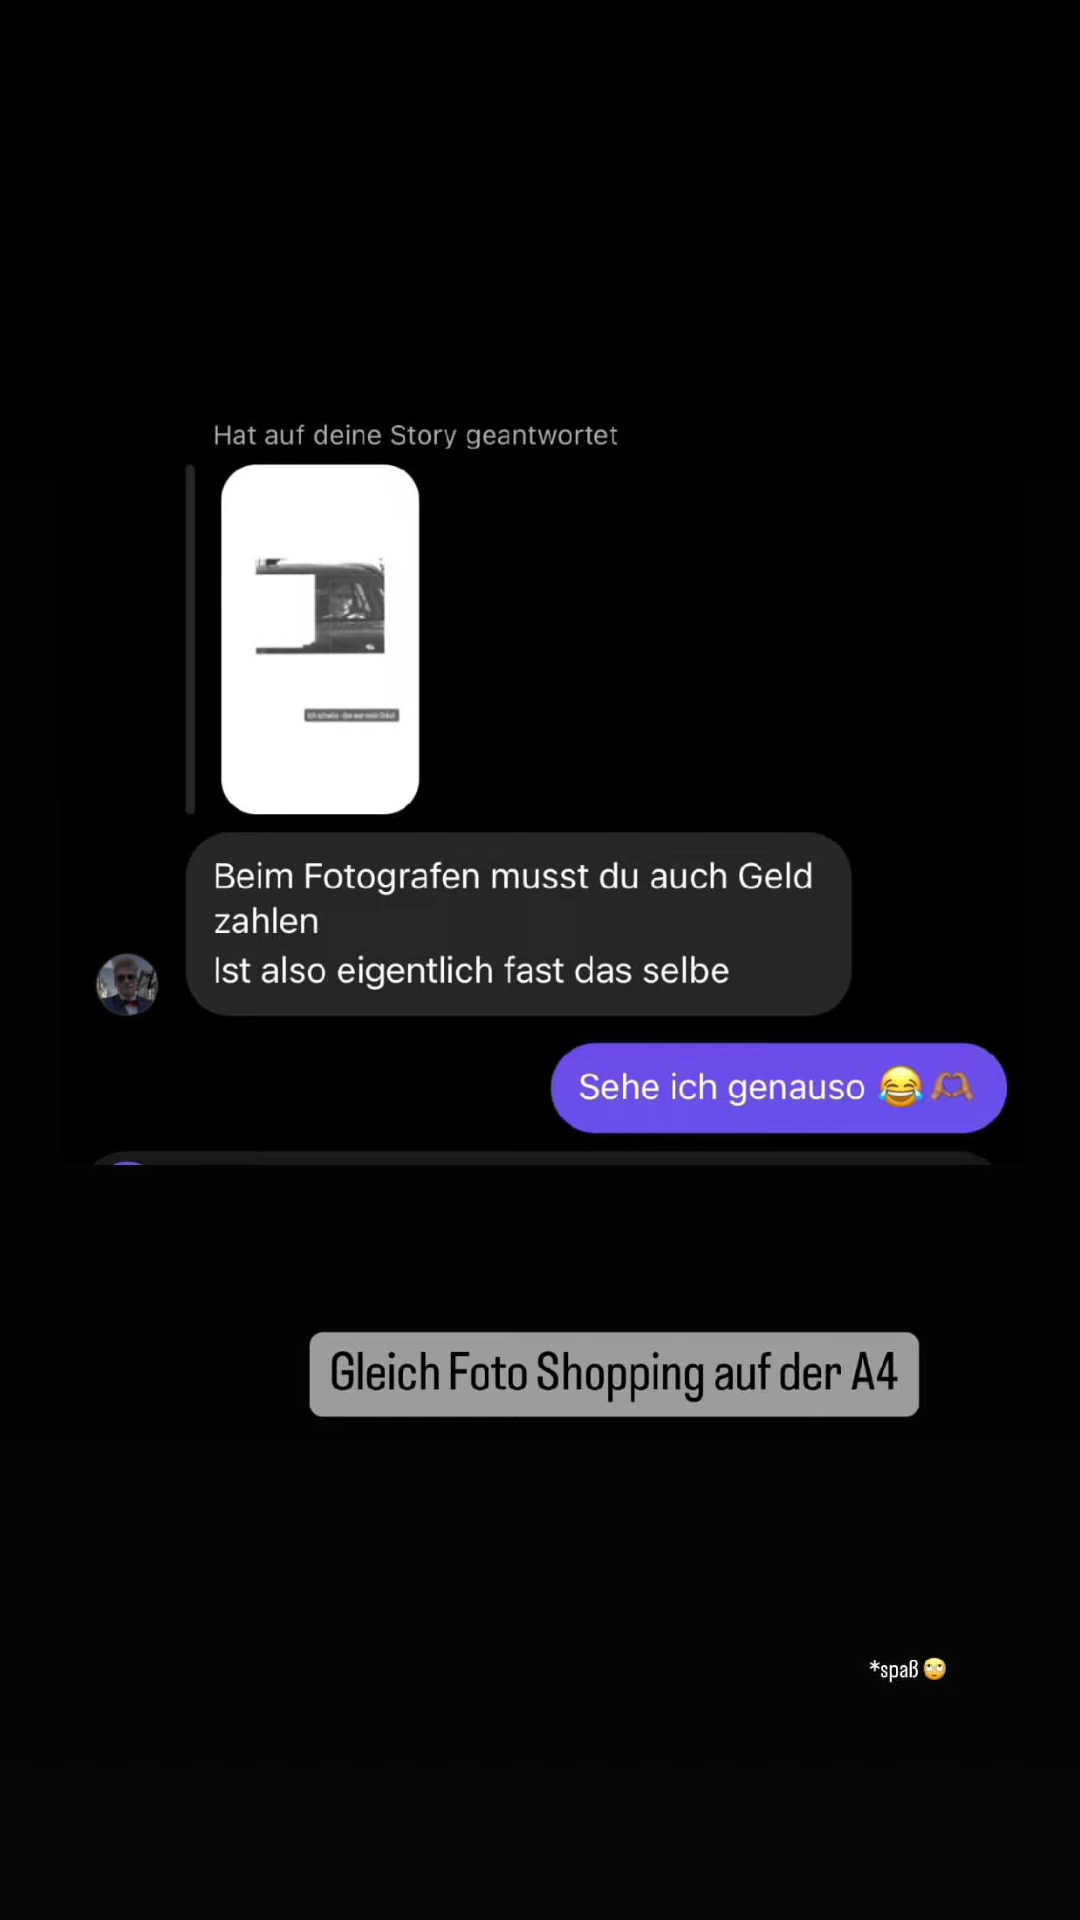 Hat auf deine Story geantwortet
Beim Fotografen musst du auch Geld
zahlen
Ist also eigentlich fast das selbe
Sehe ich genauso 😂🫶🏾
Gleich Foto Shopping auf der A4
*spaß 🙄